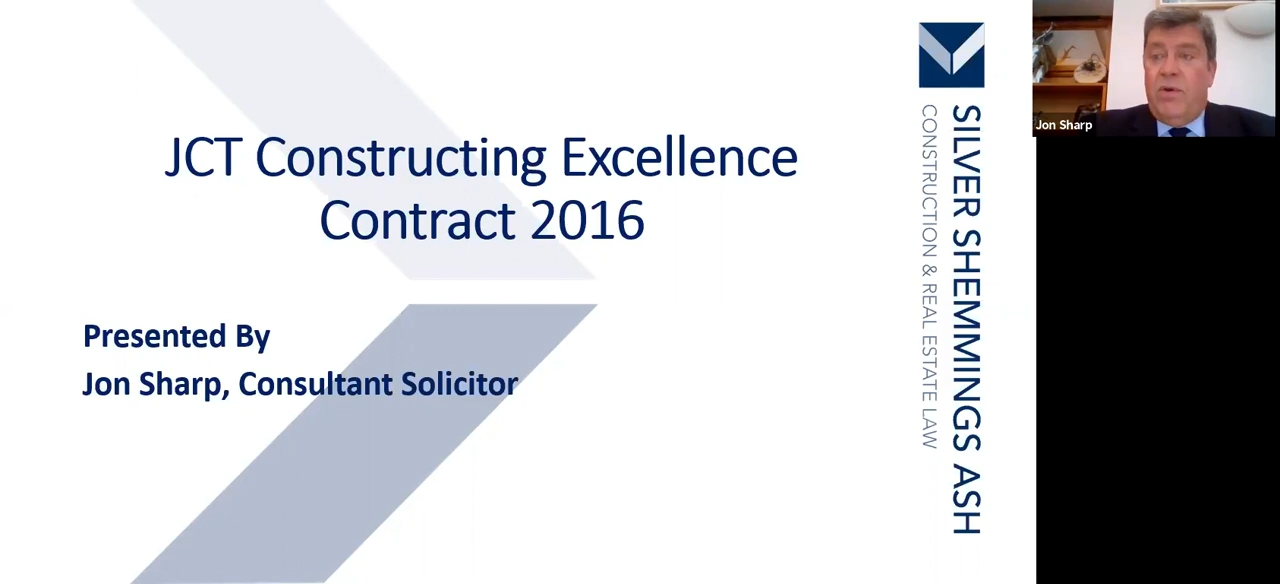 JCT Constructing Excellence
Contract 2016
Presented By
Jon Sharp, Consultant Solicitor
SILVER SHEMMINGS ASH
CONSTRUCTION & REAL ESTATE LAW
Jon Sharp